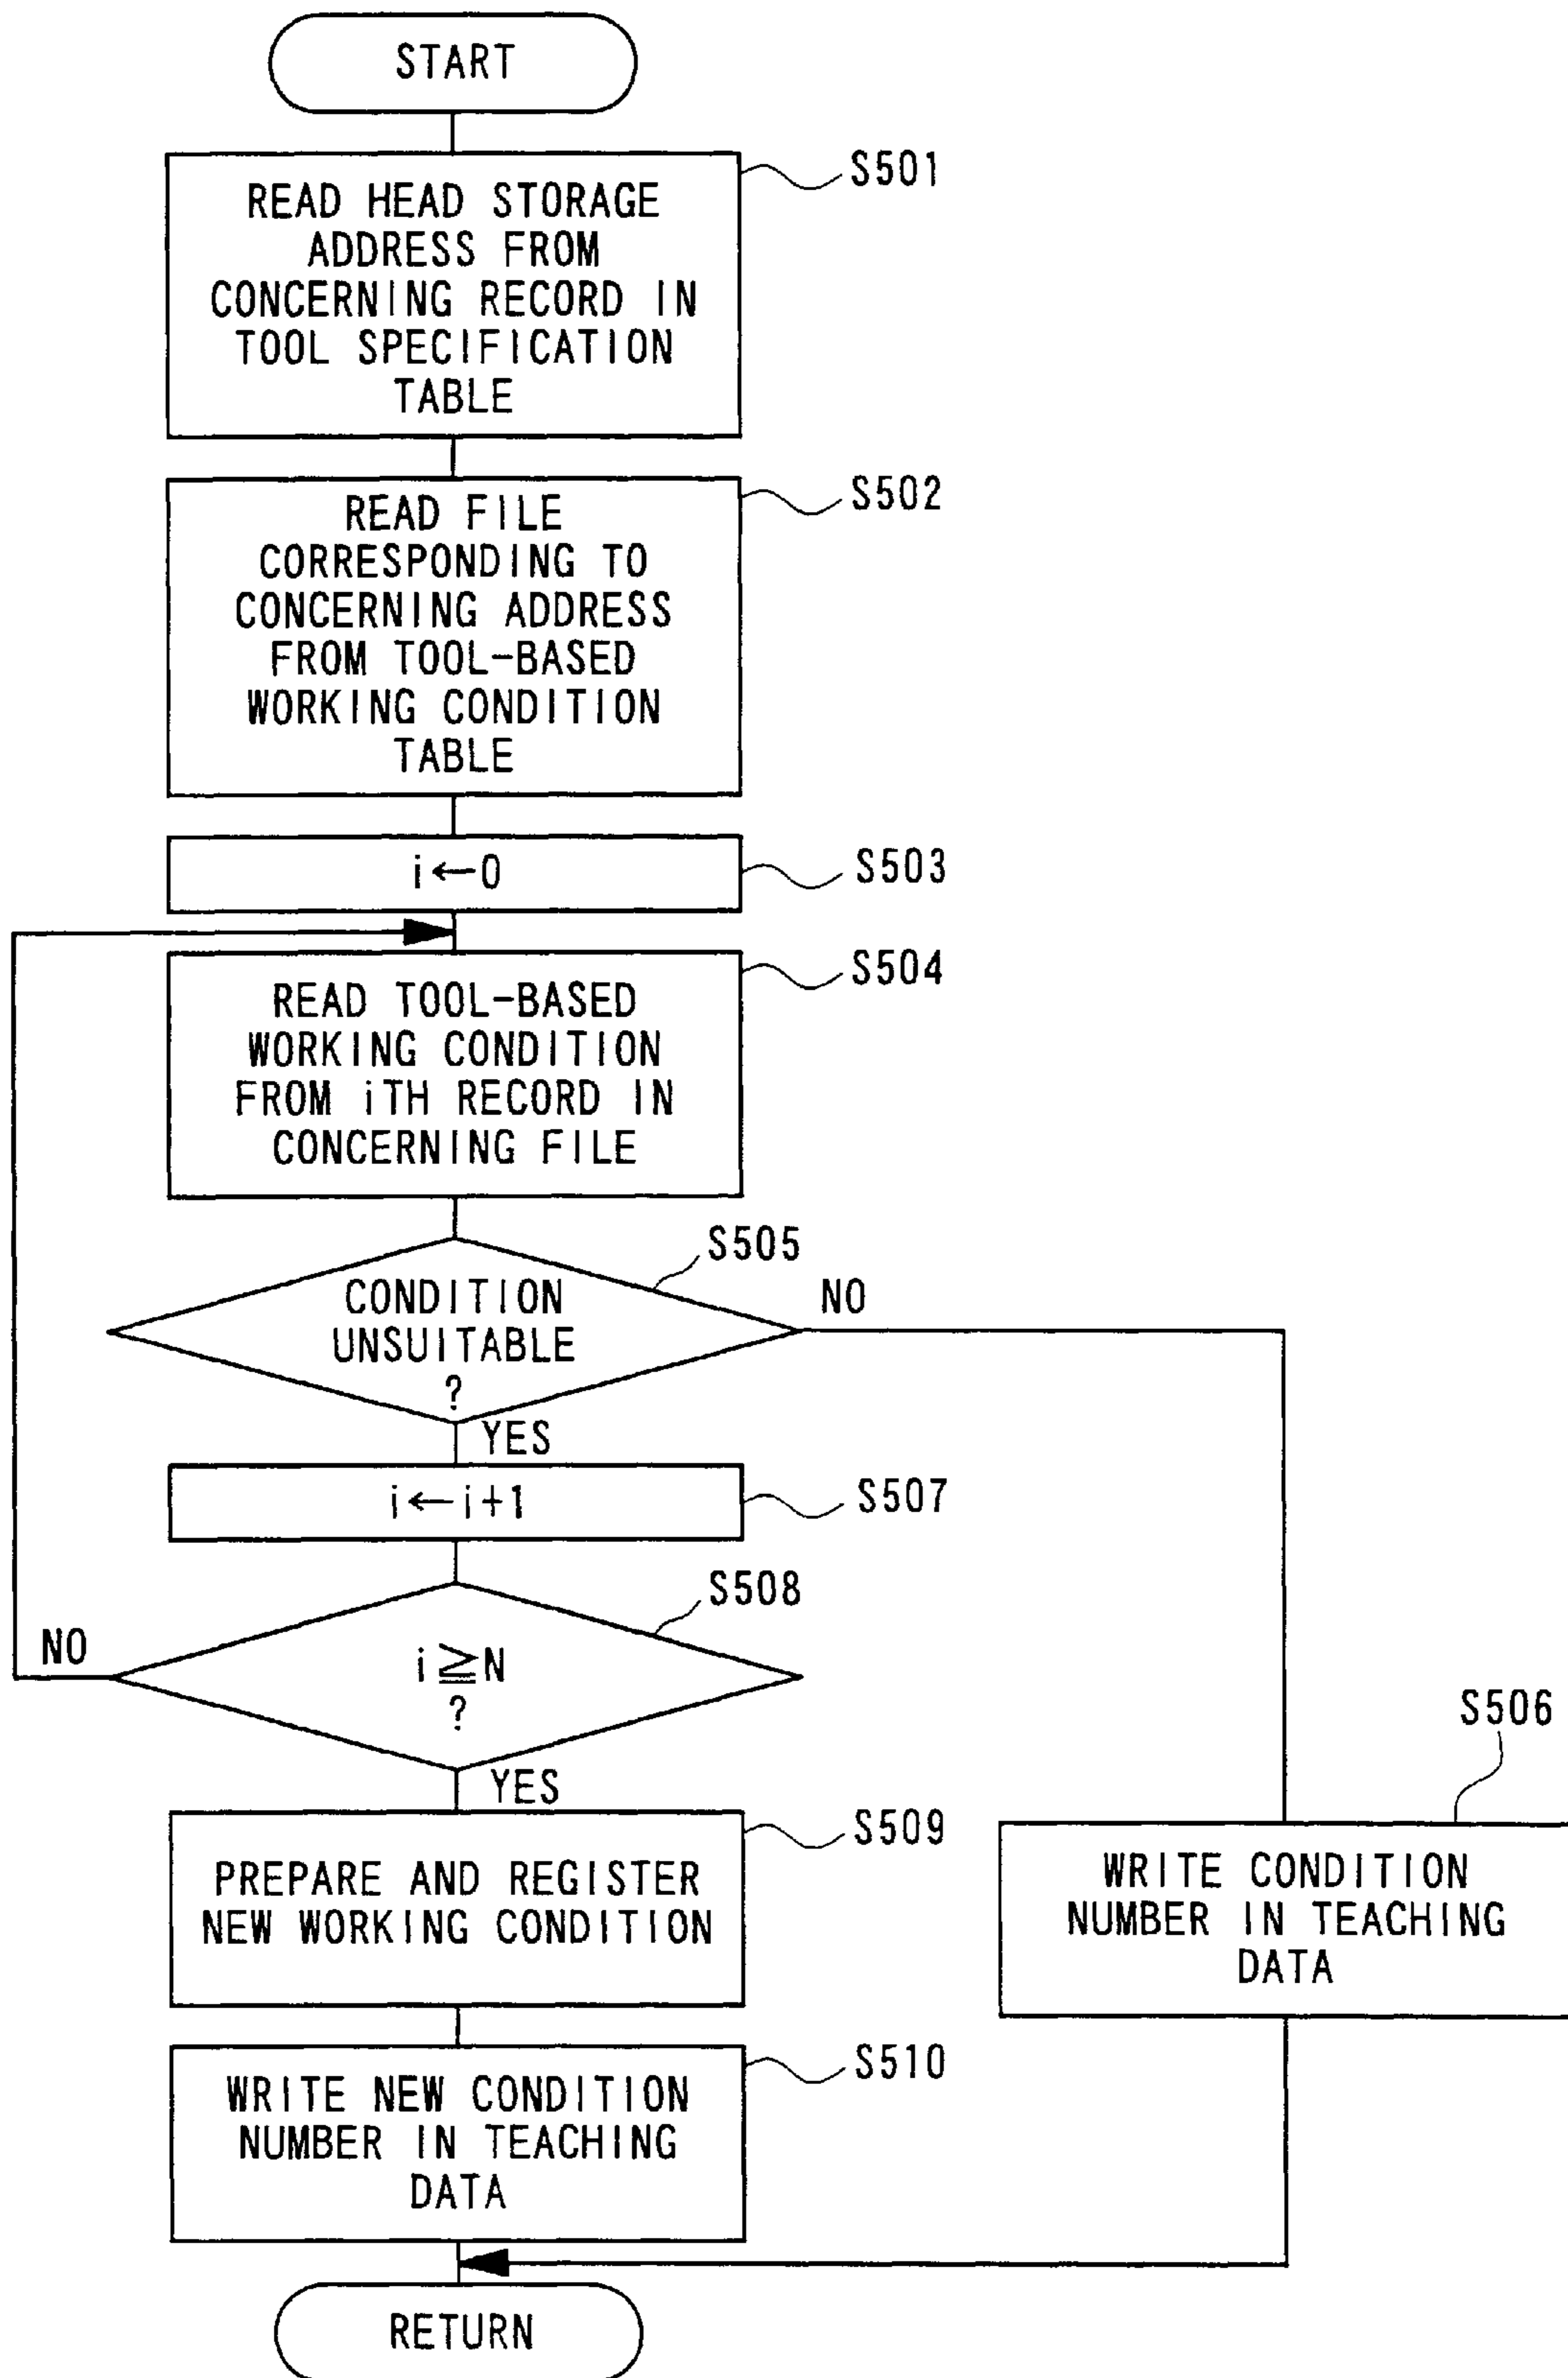 START
S501
READ HEAD STORAGE
ADDRESS FROM
CONCERNING RECORD IN
TOOL SPECIFICATION
TABLE
S502
READ FILE
CORRESPONDING TO
CONCERNING ADDRESS
FROM TOOL-BASED
WORKING CONDITION
TABLE
i←0
S503
S504
READ TOOL-BASED
WORKING CONDITION
FROM iTH RECORD IN
CONCERNING FILE
S505
CONDITION
UNSUITABLE
?
NO
YES
i←i+1
S507
S508
i≧N
?
NO
YES
S509
PREPARE AND REGISTER
NEW WORKING CONDITION
S506
WRITE CONDITION
NUMBER IN TEACHING
DATA
S510
WRITE NEW CONDITION
NUMBER IN TEACHING
DATA
RETURN